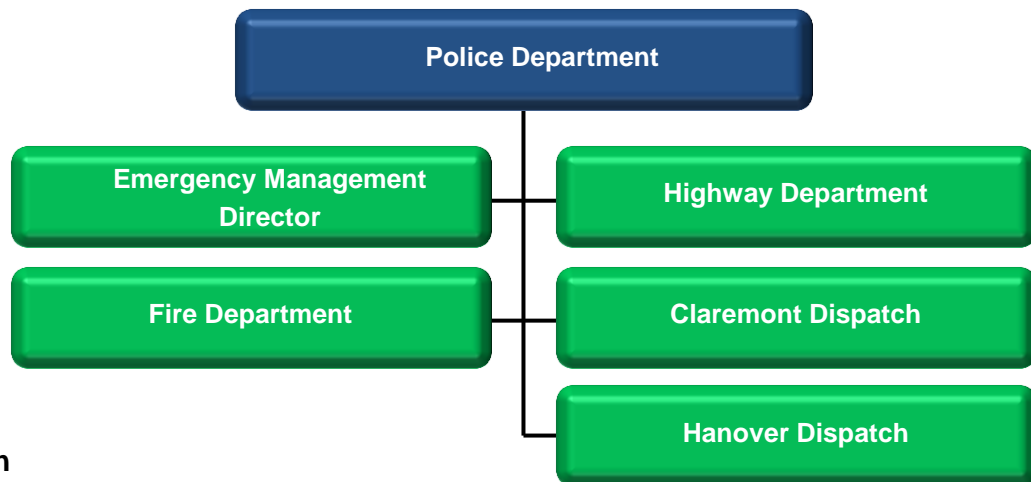 Police Department
Emergency Management
Director
Highway Department
Fire Department
Claremont Dispatch
Hanover Dispatch
n